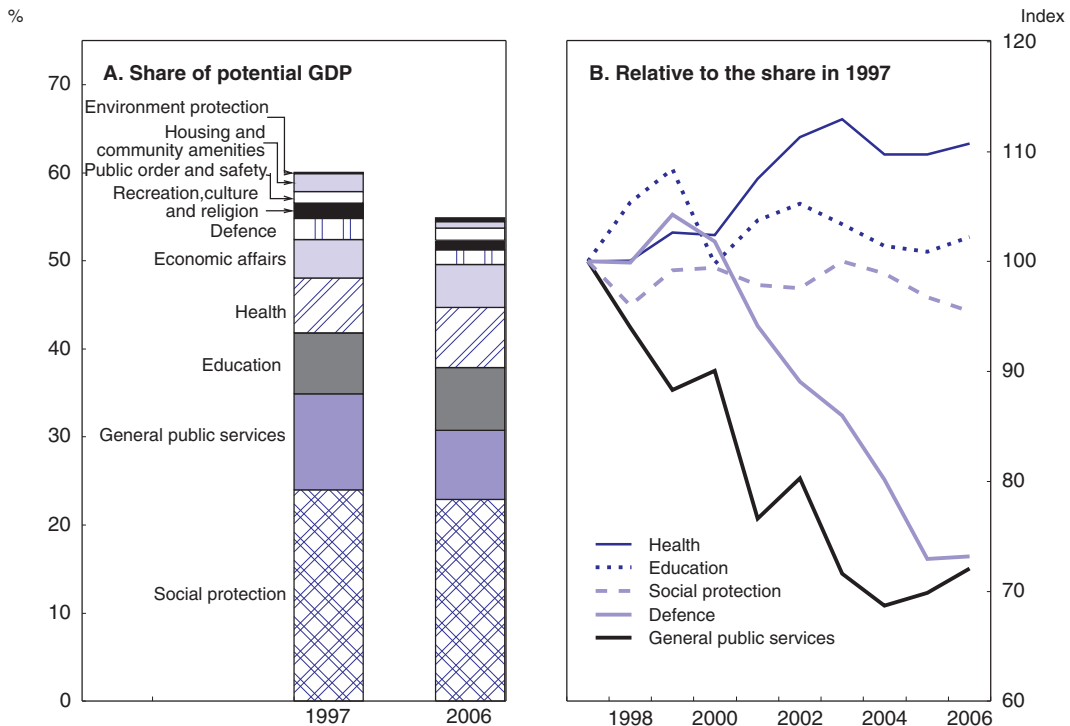 %
A. Share of potential GDP
70
60
50
40
30
20
10
0
Environment protection
Housing and
community amenities
Public order and safety
Recreation,culture
and religion
Defence
Economic affairs
Health
Education
General public services
Social protection
1997
2006
Index
B. Relative to the share in 1997
120
110
100
90
80
70
60
Health
Education
Social protection
Defence
General public services
1998
2000
2002
2004
2006